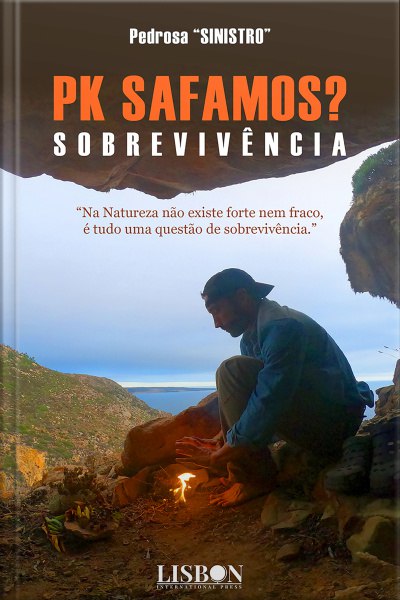 Pedrosa “SINISTRO”
PK SAFAMOS?
SOBREVIVÊNCIA
“Na Natureza não existe forte nem fraco,
é tudo uma questão de sobrevivência.”
LISBON
INTERNATIONAL PRESS